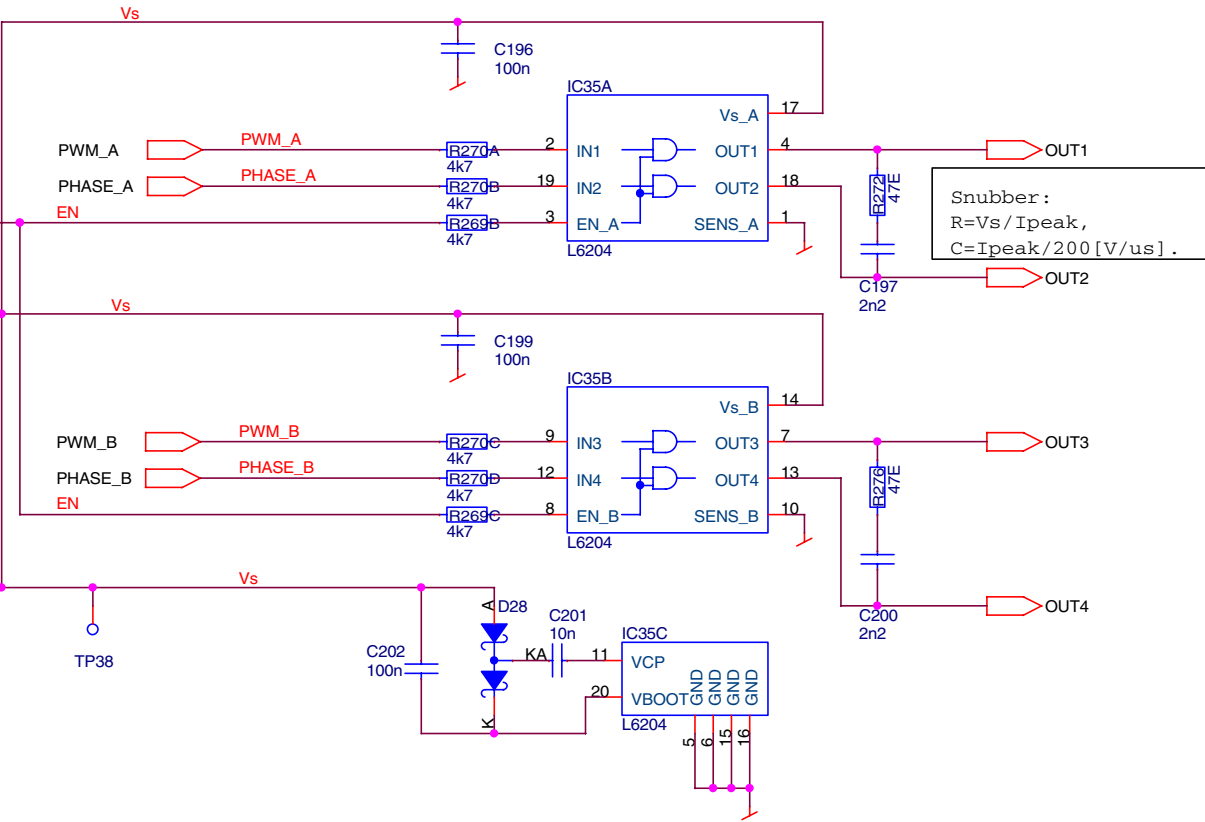 Vs
C196
100n
IC35A
Vs_A
17
PWM_A
PWM_A
R270A
4k7
2
IN1
OUT1
4
OUT1
PHASE_A
PHASE_A
R270B
4k7
19
IN2
OUT2
18
R272
47E
Snubber:
R=Vs/Ipeak,
C=Ipeak/200[V/us].
EN
R269B
4k7
3
EN_A
SENS_A
1
L6204
C197
2n2
OUT2
Vs
C199
100n
IC35B
Vs_B
14
PWM_B
PWM_B
R270C
4k7
9
IN3
OUT3
7
OUT3
PHASE_B
PHASE_B
R270D
4k7
12
IN4
OUT4
13
R276
47E
EN
R269C
4k7
8
EN_B
SENS_B
10
L6204
C200
2n2
OUT4
Vs
TP38
C202
100n
A
D28
KA
K
C201
10n
IC35C
11
VCP
20
VBOOT
GND
GND
GND
GND
L6204
5
6
15
16